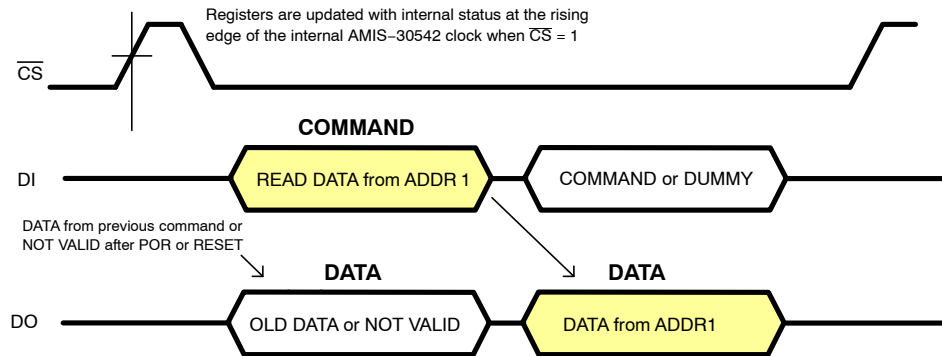 Registers are updated with internal status at the rising
edge of the internal AMIS−30542 clock when C̅S̅ = 1
C̅S̅
COMMAND
DI
READ DATA from ADDR 1
COMMAND or DUMMY
DATA from previous command or
NOT VALID after POR or RESET
DATA
DATA
DO
OLD DATA or NOT VALID
DATA from ADDR1